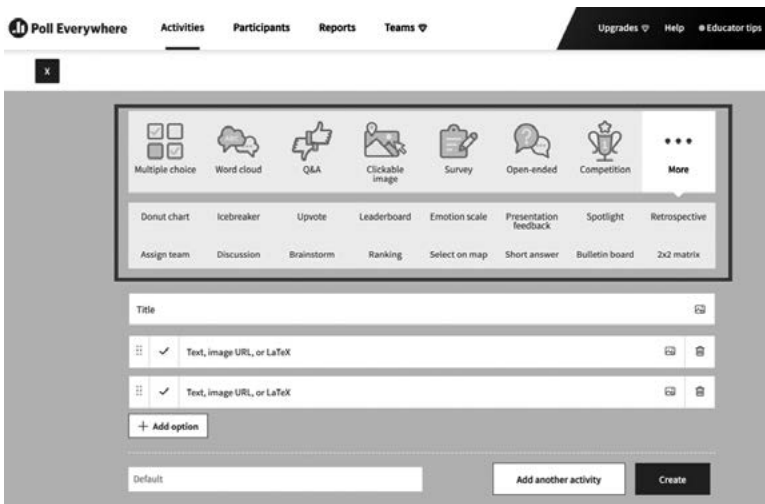 Poll Everywhere Activities Participants Reports Teams Upgrades Help Educator tips
X
Multiple choice Word cloud Q&A Clickable image Survey Open-ended Competition More
Donut chart Icebreaker Upvote Leaderboard Emotion scale Presentation feedback Spotlight Retrospective
Assign team Discussion Brainstorm Ranking Select on map Short answer Bulletin board 2x2 matrix
Title
Text, image URL, or LaTeX
Text, image URL, or LaTeX
+ Add option
Default Add another activity Create